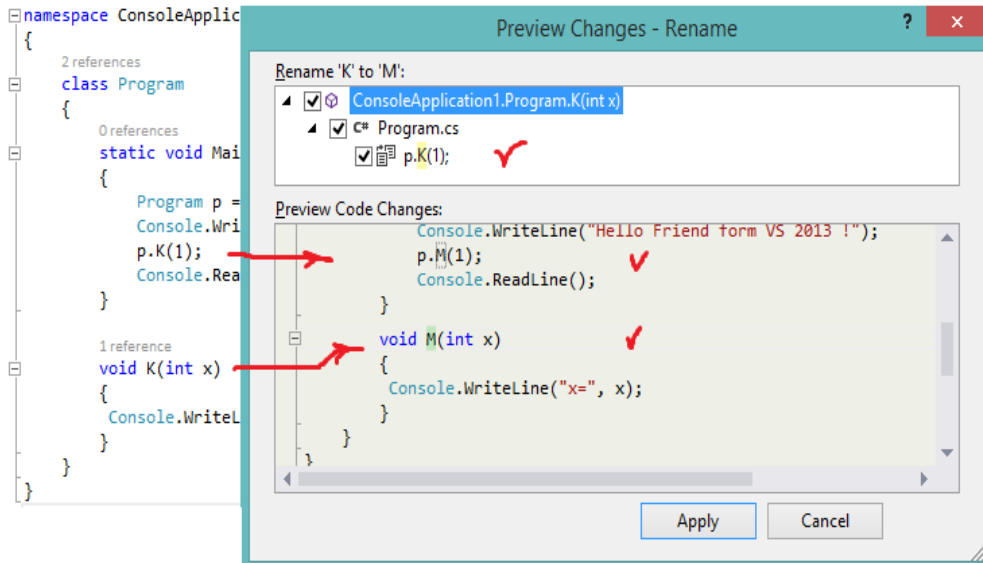 namespace ConsoleApplic
{
2 references
class Program
{
0 references
static void Mai
{
Program p =
Console.Wri
p.K(1);
Console.Rea
}
1 reference
void K(int x)
{
Console.WriteL
}
}
}
Preview Changes - Rename
?
x
Rename 'K' to 'M':
ConsoleApplication1.Program.K(int x)
C# Program.cs
p.K(1);
Preview Code Changes:
Console.WriteLine("Hello Friend form VS 2013 !");
p.M(1);
Console.ReadLine();
}
void M(int x)
{
Console.WriteLine("x=", x);
}
}
}
Apply
Cancel